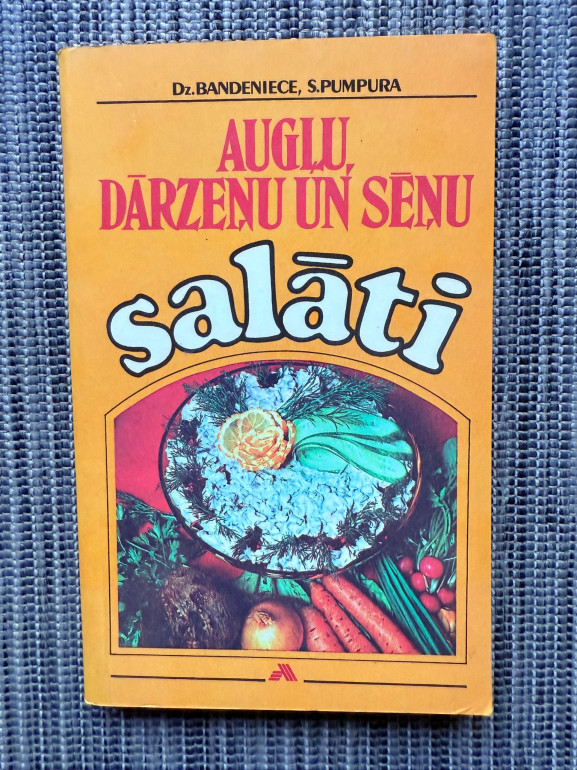 Dz.BANDENIECE, S.PUMPURA
AUGĻU,
DĀRZEŅU UN SĒŅU
salāti